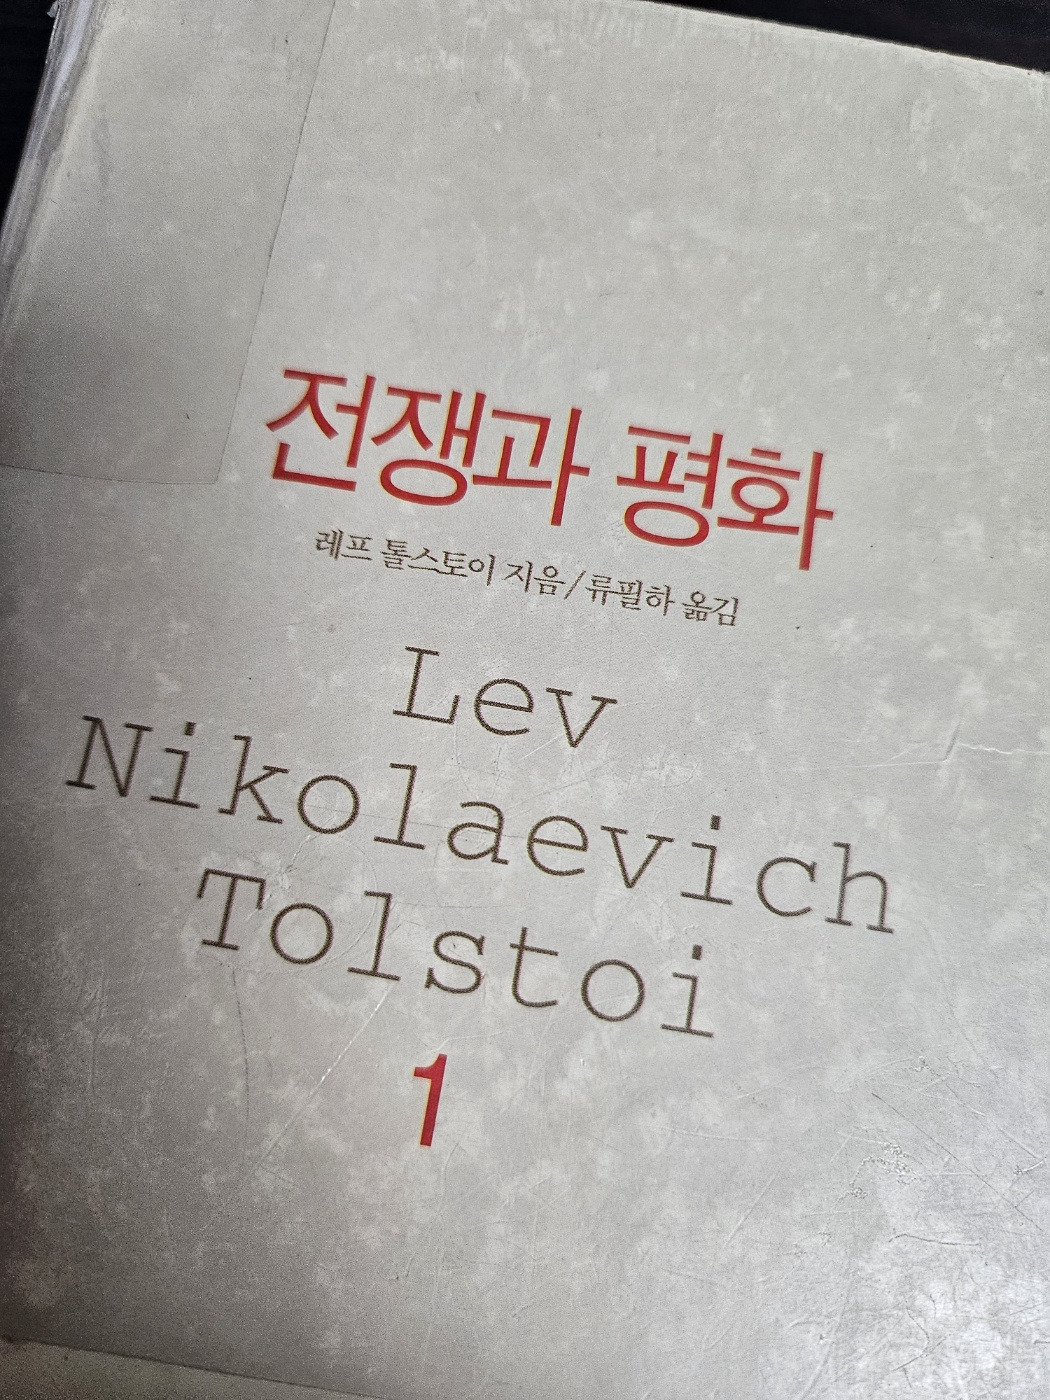 전쟁과 평화
레프 톨스토이 지음/류필하 옮김
Lev
Nikolaevich
Tolstoi
1